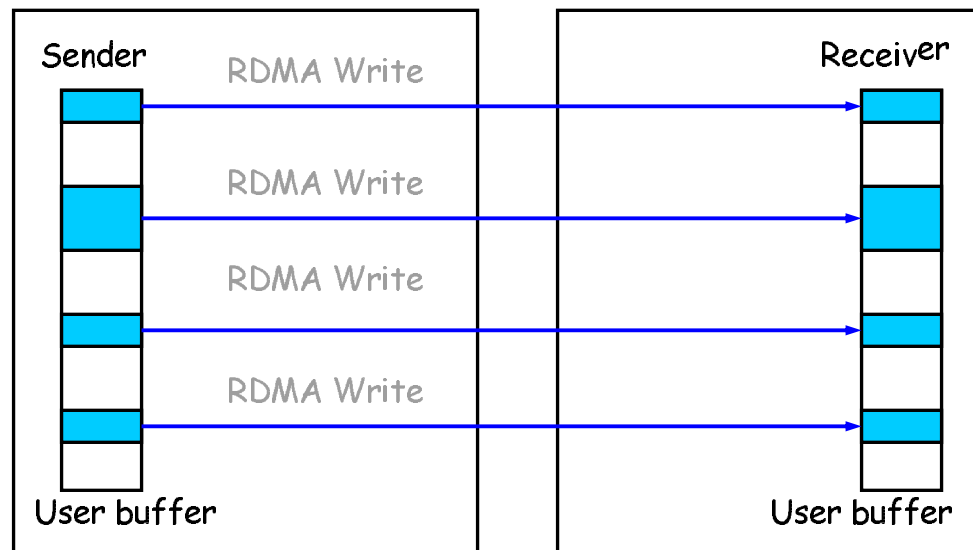 Sender
Receiver
RDMA Write
RDMA Write
RDMA Write
RDMA Write
User buffer
User buffer